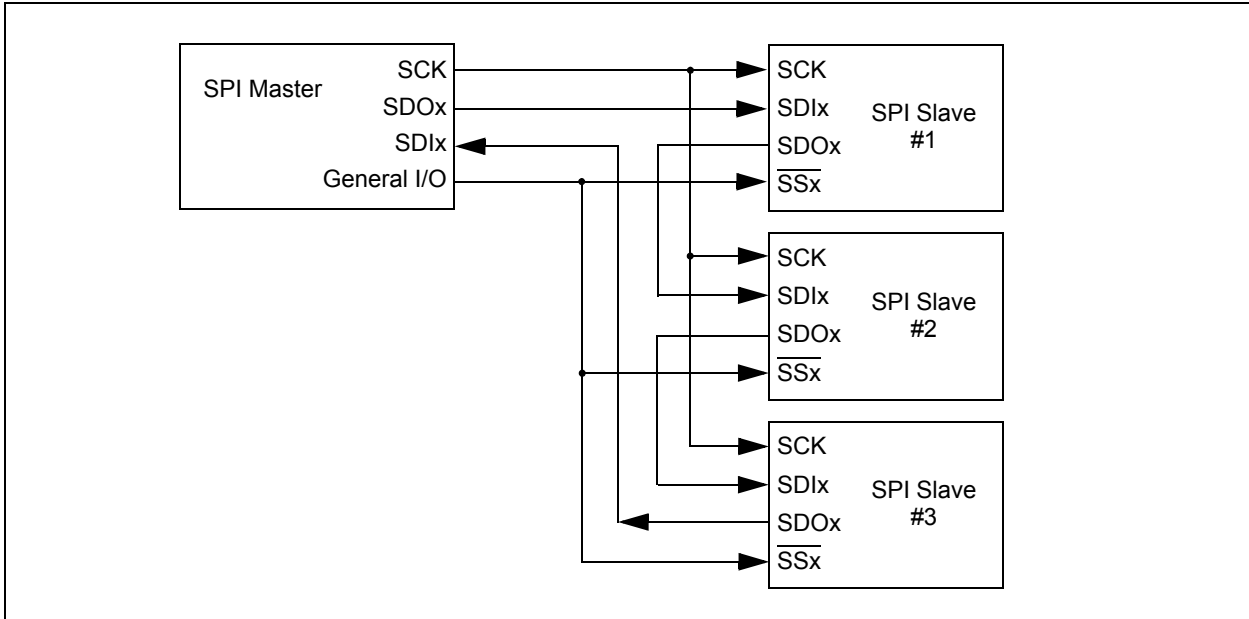 SPI Master
SCK
SDOx
SDIx
General I/O
SCK
SDIx
SDOx
SSx
SPI Slave
#1
SCK
SDIx
SDOx
SSx
SPI Slave
#2
SCK
SDIx
SDOx
SSx
SPI Slave
#3